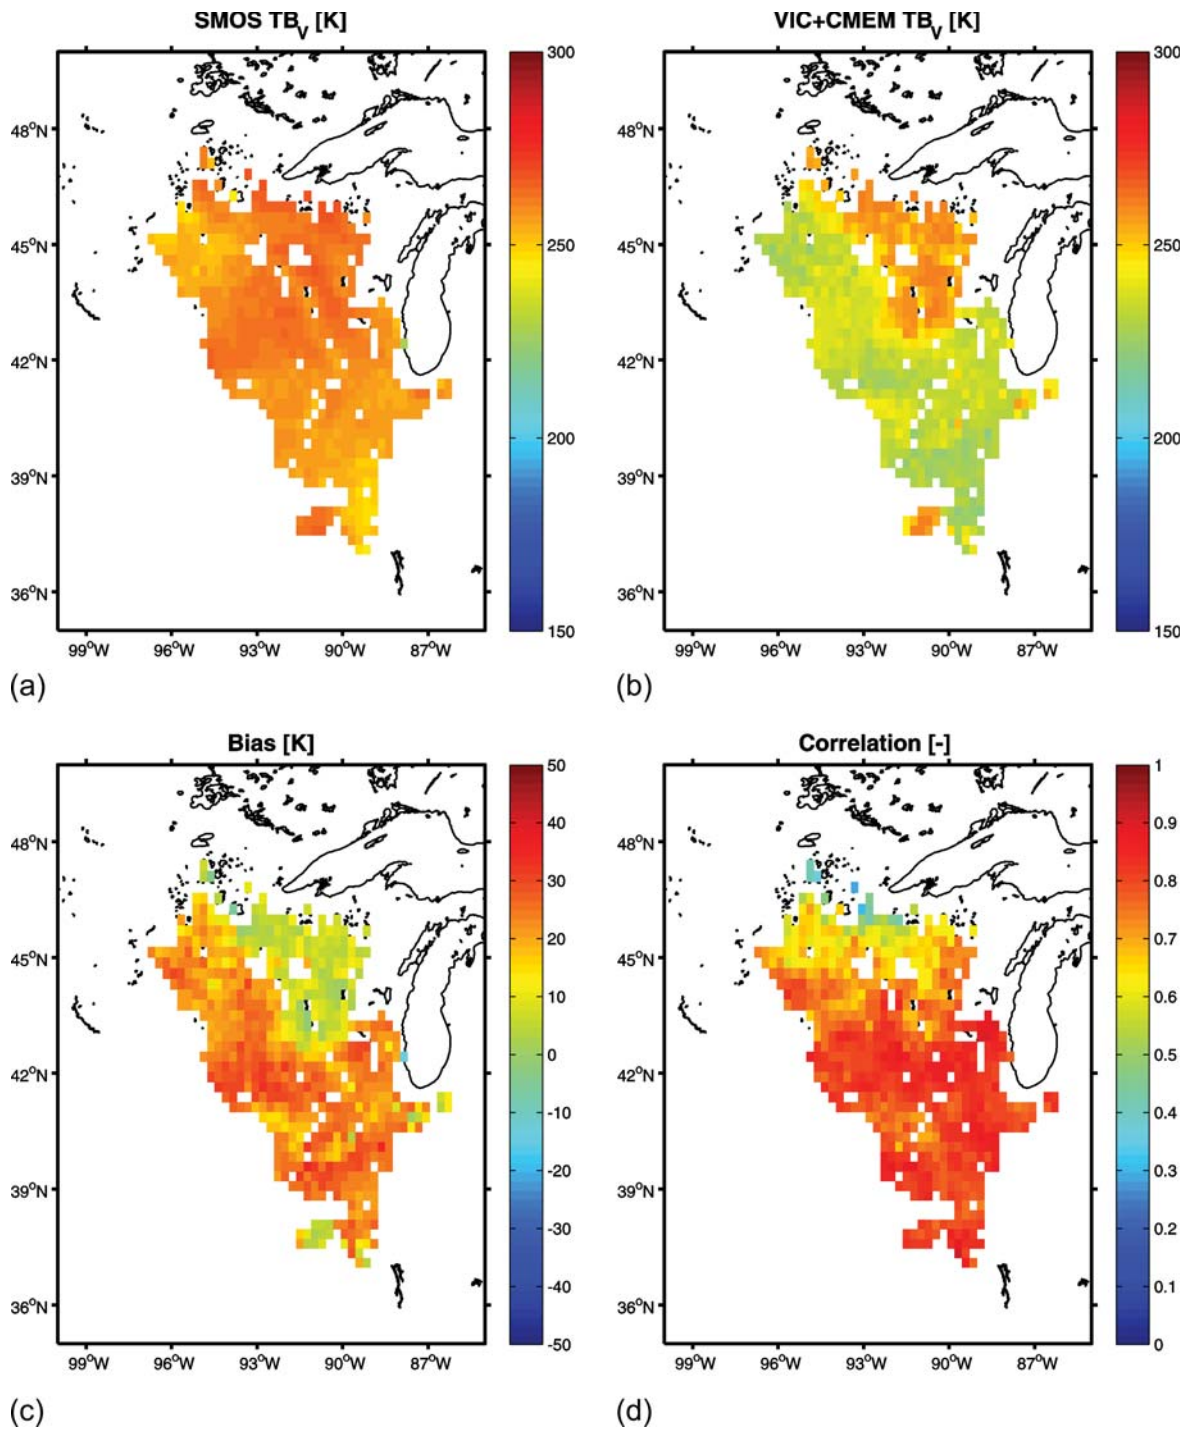 SMOS TBV [K]
VIC+CMEM TBV [K]
48°N
45°N
42°N
39°N
36°N
99°W 96°W 93°W 90°W 87°W
300
250
200
150
48°N
45°N
42°N
39°N
36°N
99°W 96°W 93°W 90°W 87°W
300
250
200
150
(a)
(b)
Bias [K]
Correlation [-]
48°N
45°N
42°N
39°N
36°N
99°W 96°W 93°W 90°W 87°W
50
40
30
20
10
0
-10
-20
-30
-40
-50
48°N
45°N
42°N
39°N
36°N
99°W 96°W 93°W 90°W 87°W
1
0.9
0.8
0.7
0.6
0.5
0.4
0.3
0.2
0.1
0
(c)
(d)